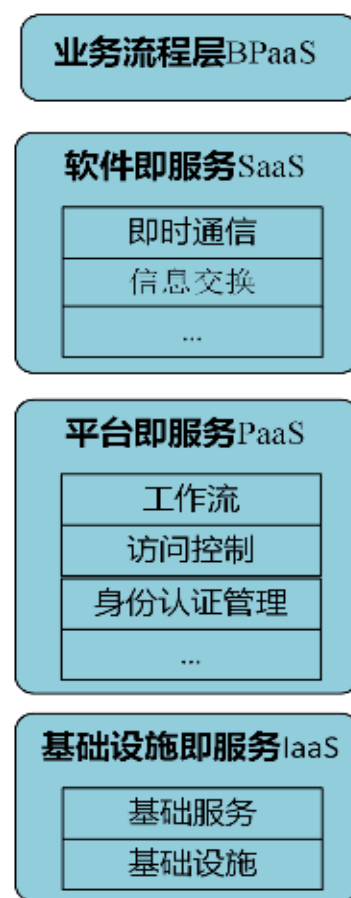 业务流程层BPaaS
软件即服务SaaS
即时通信
信息交换
...
平台即服务PaaS
工作流
访问控制
身份认证管理
...
基础设施即服务IaaS
基础服务
基础设施